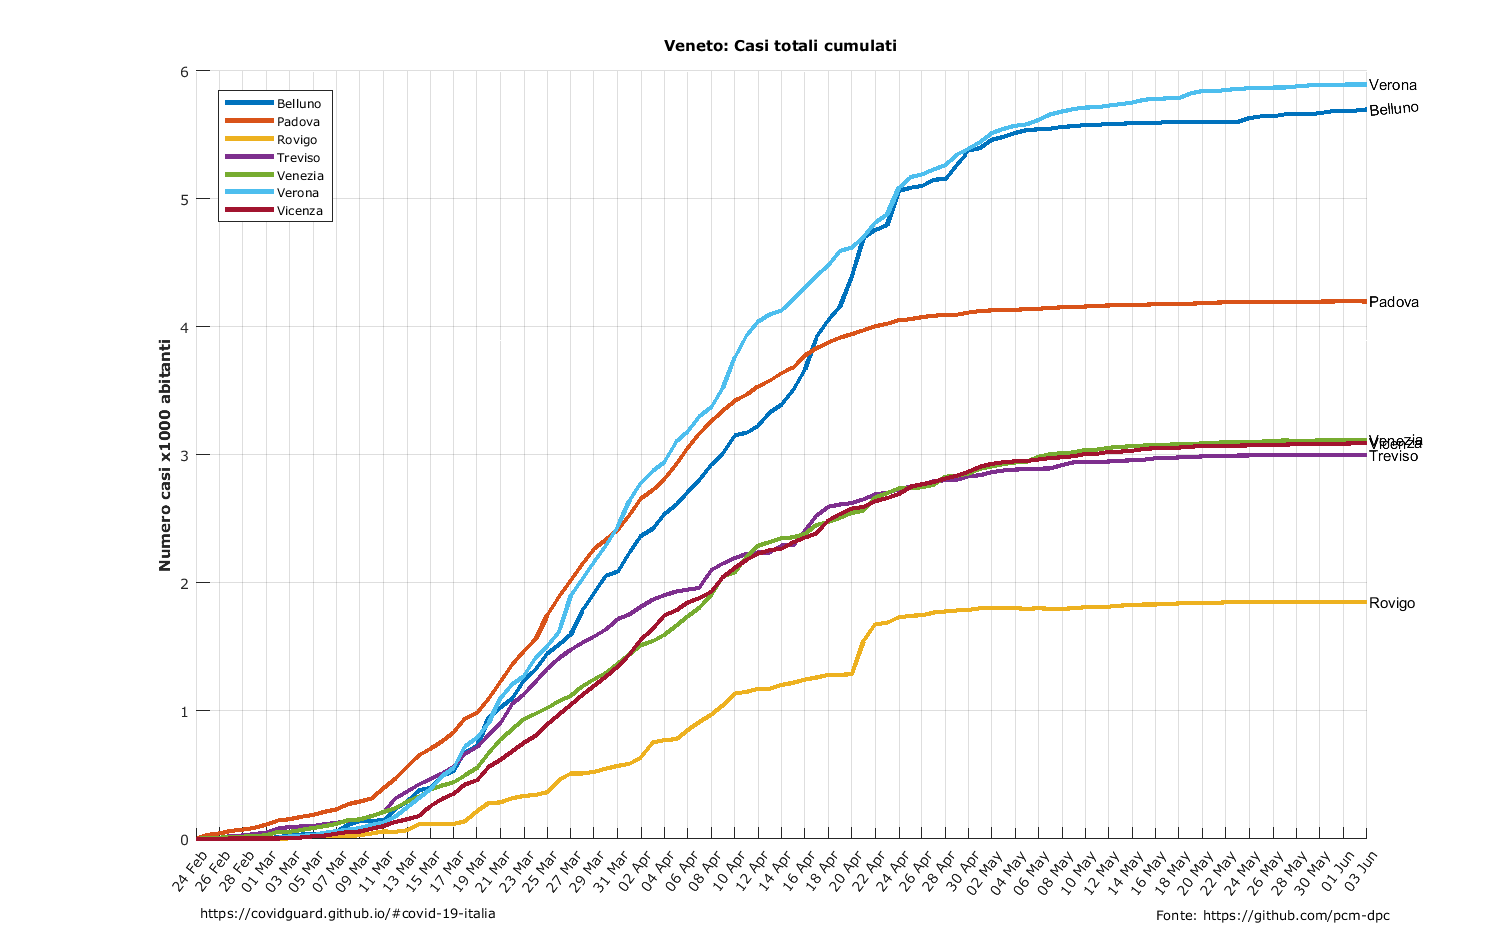 Veneto: Casi totali cumulati
Numero casi x1000 abitanti
6
5
4
3
2
1
0
Belluno
Padova
Rovigo
Treviso
Venezia
Verona
Vicenza
Verona
Belluno
Padova
Venezia
Vicenza
Treviso
Rovigo
24 Feb
26 Feb
28 Feb
01 Mar
03 Mar
05 Mar
07 Mar
09 Mar
11 Mar
13 Mar
15 Mar
17 Mar
19 Mar
21 Mar
23 Mar
25 Mar
27 Mar
29 Mar
31 Mar
02 Apr
04 Apr
06 Apr
08 Apr
10 Apr
12 Apr
14 Apr
16 Apr
18 Apr
20 Apr
22 Apr
24 Apr
26 Apr
28 Apr
30 Apr
02 May
04 May
06 May
08 May
10 May
12 May
14 May
16 May
18 May
20 May
22 May
24 May
26 May
28 May
30 May
01 Jun
03 Jun
https://covidguard.github.io/#covid-19-italia
Fonte: https://github.com/pcm-dpc